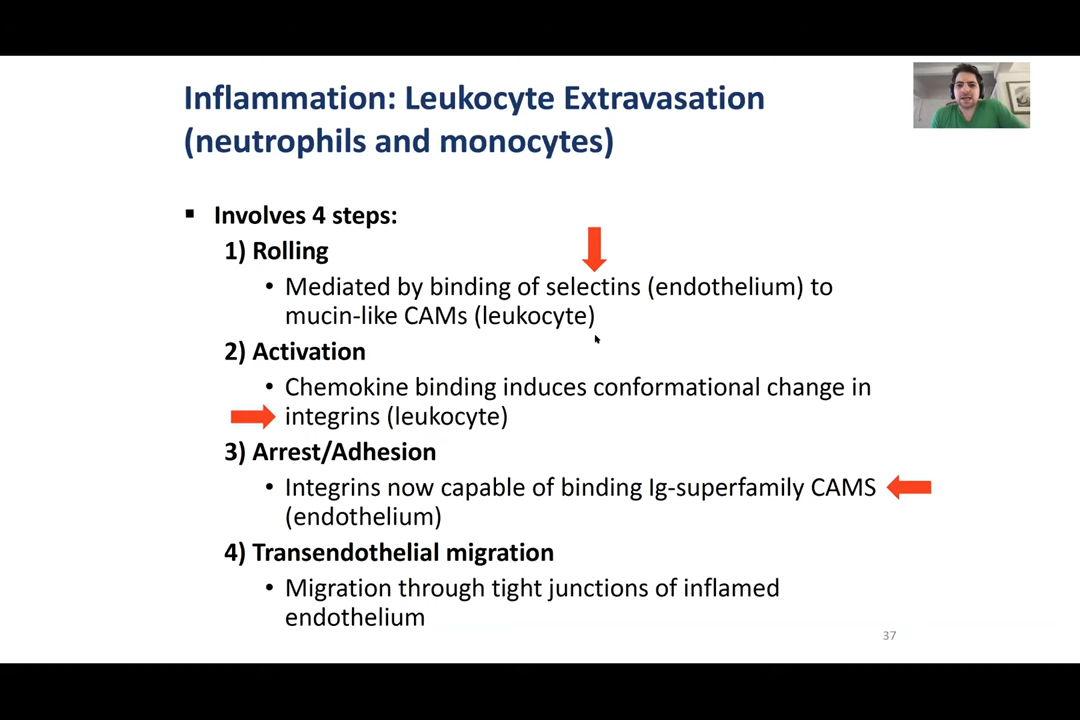 Inflammation: Leukocyte Extravasation
(neutrophils and monocytes)
▪ Involves 4 steps:
1) Rolling
• Mediated by binding of selectins (endothelium) to
mucin-like CAMs (leukocyte)
2) Activation
• Chemokine binding induces conformational change in
integrins (leukocyte)
3) Arrest/Adhesion
• Integrins now capable of binding Ig-superfamily CAMS
(endothelium)
4) Transendothelial migration
• Migration through tight junctions of inflamed
endothelium
37